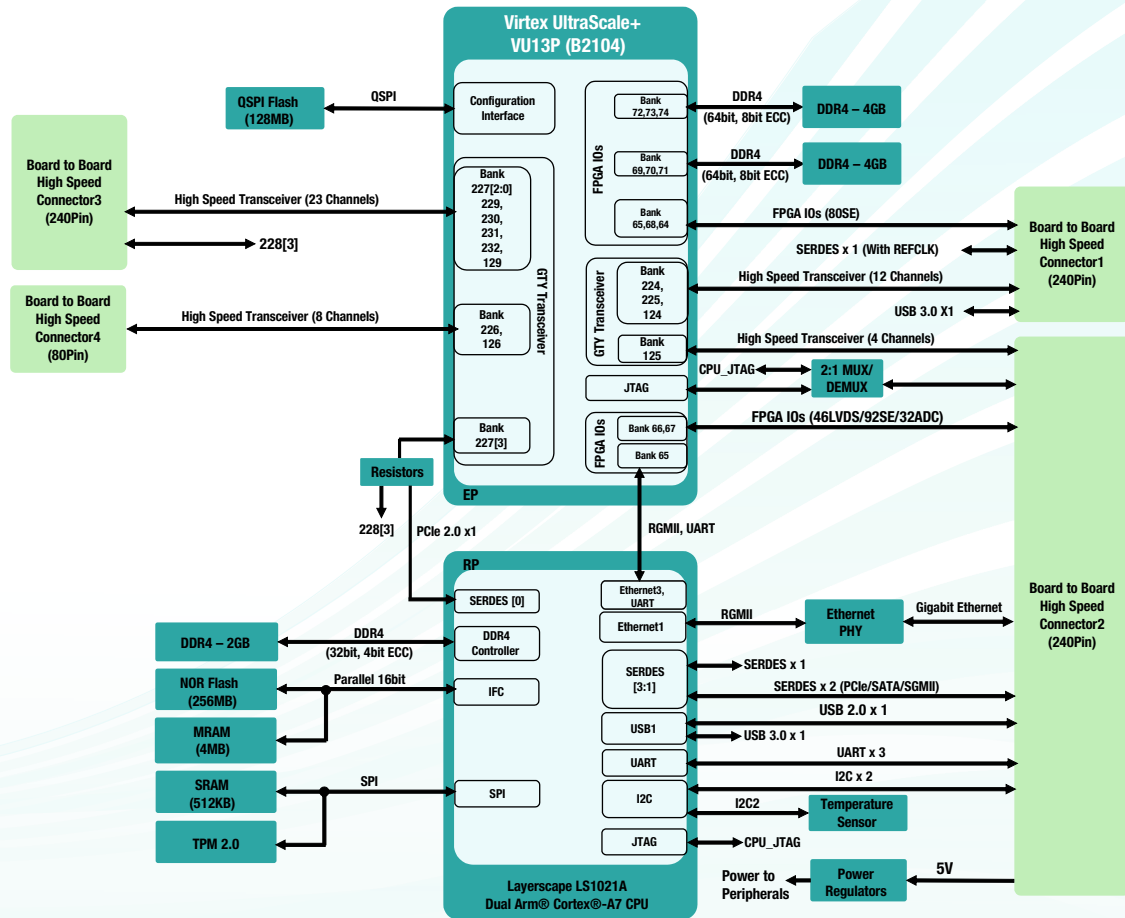 Virtex UltraScale+
VU13P (B2104)
QSPI Flash
(128MB)
QSPI
Configuration
Interface
Board to Board
High Speed
Connector3
(240Pin)
High Speed Transceiver (23 Channels)
228[3]
Bank
227[2:0]
229,
230,
231,
232,
129
GTY Transceiver
Board to Board
High Speed
Connector4
(80Pin)
High Speed Transceiver (8 Channels)
Bank
226,
126
Bank
227[3]
Resistors
228[3]
PCIe 2.0 x1
EP
FPGA IOs
Bank
72,73,74
DDR4
(64bit, 8bit ECC)
DDR4 – 4GB
Bank
69,70,71
DDR4
(64bit, 8bit ECC)
DDR4 – 4GB
Bank
65,68,64
FPGA IOs (80SE)
SERDES x 1 (With REFCLK)
Board to Board
High Speed
Connector1
(240Pin)
GTY Transceiver
Bank
224,
225,
124
High Speed Transceiver (12 Channels)
USB 3.0 X1
Bank
125
High Speed Transceiver (4 Channels)
JTAG
CPU_JTAG
2:1 MUX/
DEMUX
FPGA IOs
Bank 66,67
FPGA IOs (46LVDS/92SE/32ADC)
Bank 65
RGMII, UART
RP
SERDES [0]
DDR4 – 2GB
DDR4
(32bit, 4bit ECC)
DDR4
Controller
NOR Flash
(256MB)
Parallel 16bit
IFC
MRAM
(4MB)
SRAM
(512KB)
SPI
SPI
TPM 2.0
Ethernet3,
UART
Ethernet1
RGMII
Ethernet
PHY
Gigabit Ethernet
Board to Board
High Speed
Connector2
(240Pin)
SERDES
[3:1]
SERDES x 1
SERDES x 2 (PCIe/SATA/SGMII)
USB1
USB 2.0 x 1
USB 3.0 x 1
UART
UART x 3
I2C
I2C x 2
I2C2
Temperature
Sensor
JTAG
CPU_JTAG
Power to
Peripherals
Power
Regulators
5V
Layerscape LS1021A
Dual Arm® Cortex®-A7 CPU